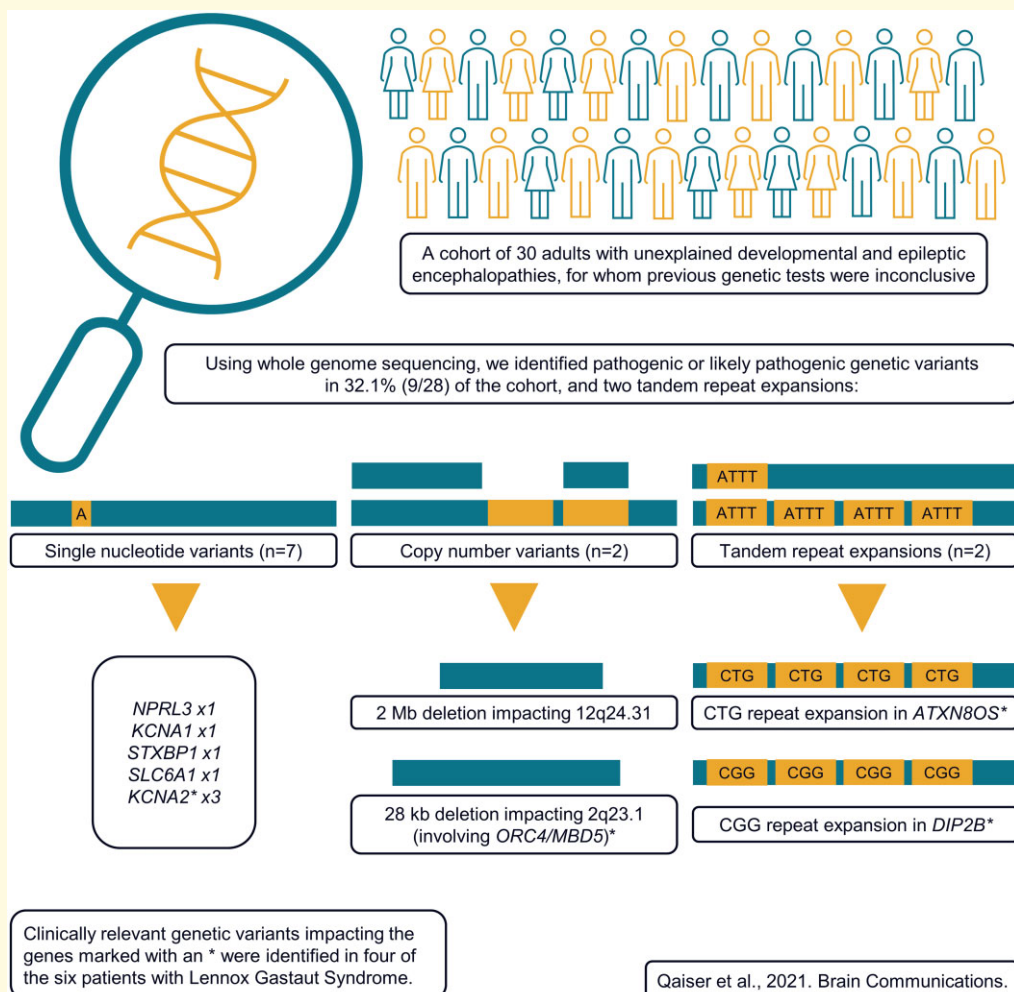 A cohort of 30 adults with unexplained developmental and epileptic
encephalopathies, for whom previous genetic tests were inconclusive
Using whole genome sequencing, we identified pathogenic or likely pathogenic genetic variants
in 32.1% (9/28) of the cohort, and two tandem repeat expansions:
A
Single nucleotide variants (n=7)
NPRL3 x1
KCNA1 x1
STXBP1 x1
SLC6A1 x1
KCNA2* x3
Copy number variants (n=2)
2 Mb deletion impacting 12q24.31
28 kb deletion impacting 2q23.1
(involving ORC4/MBD5)*
ATTT
ATTT ATTT ATTT ATTT
Tandem repeat expansions (n=2)
CTG CTG CTG CTG
CTG repeat expansion in ATXN8OS*
CGG CGG CGG CGG
CGG repeat expansion in DIP2B*
Clinically relevant genetic variants impacting the
genes marked with an * were identified in four of
the six patients with Lennox Gastaut Syndrome.
Qaiser et al., 2021. Brain Communications.